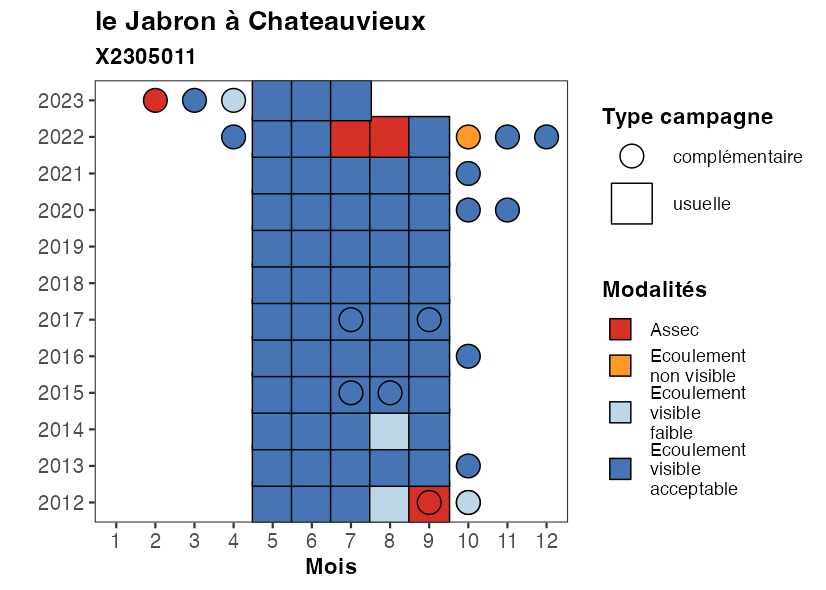 le Jabron à Chateauvieux
X2305011
2023
2022
2021
2020
2019
2018
2017
2016
2015
2014
2013
2012
1 2 3 4 5 6 7 8 9 10 11 12
Mois
Type campagne
complémentaire
usuelle
Modalités
Assec
Ecoulement
non visible
Ecoulement
visible
faible
Ecoulement
visible
acceptable